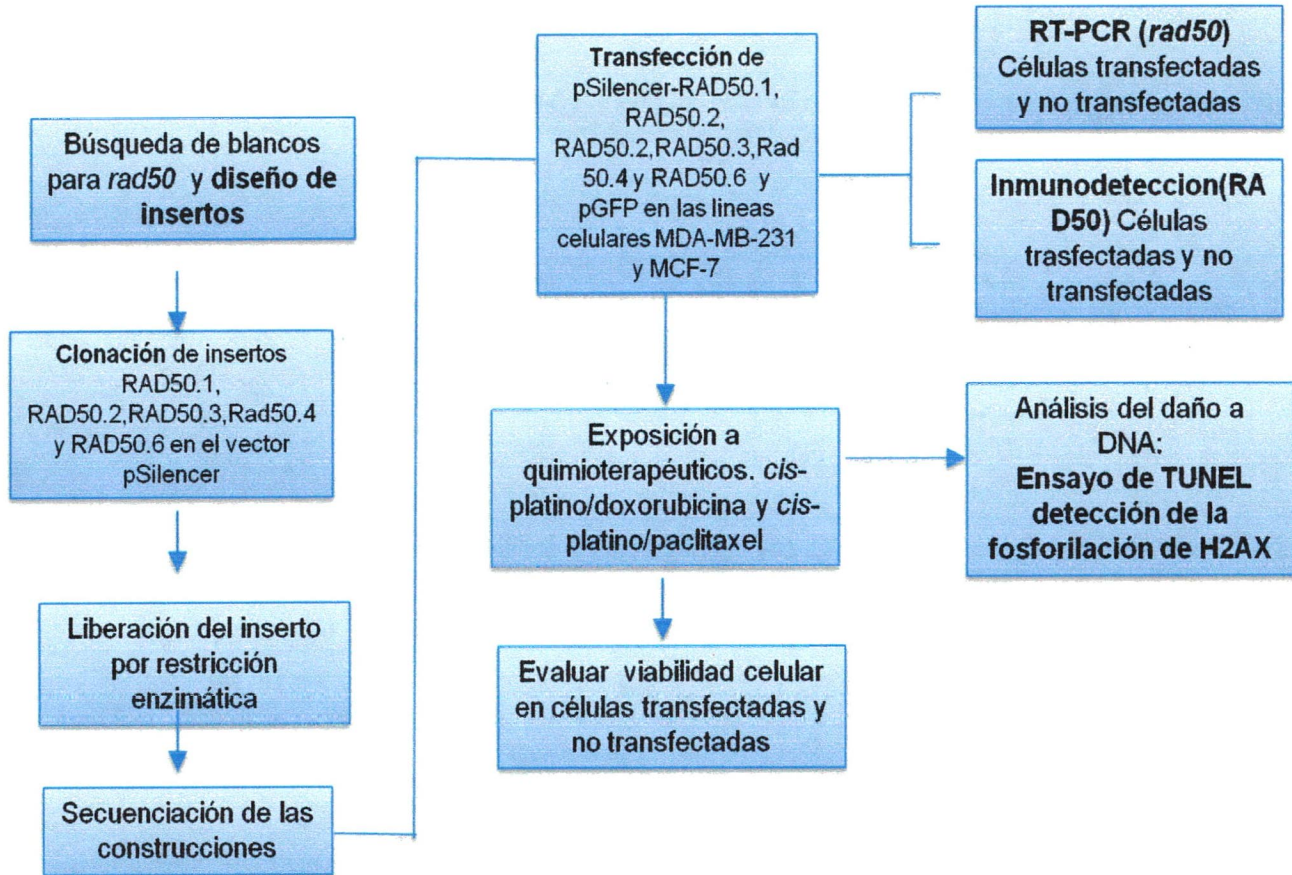 Búsqueda de blancos
para rad50 y diseño de
insertos
Clonación de insertos
RAD50.1,
RAD50.2,RAD50.3,Rad50.4
y RAD50.6 en el vector
pSilencer
Liberación del inserto
por restricción
enzimática
Secuenciación de las
construcciones
Transfección de
pSilencer-RAD50.1,
RAD50.2,
RAD50.2,RAD50.3,Rad
50.4 y RAD50.6 y
pGFP en las lineas
celulares MDA-MB-231
y MCF-7
RT-PCR (rad50)
Células transfectadas
y no transfectadas
Inmunodeteccion(RA
D50) Células
trasfectadas y no
transfectadas
Exposición a
quimioterapéuticos. cis-
platino/doxorubicina y cis-
platino/paclitaxel
Análisis del daño a
DNA:
Ensayo de TUNEL
detección de la
fosforilación de H2AX
Evaluar viabilidad celular
en células transfectadas y
no transfectadas